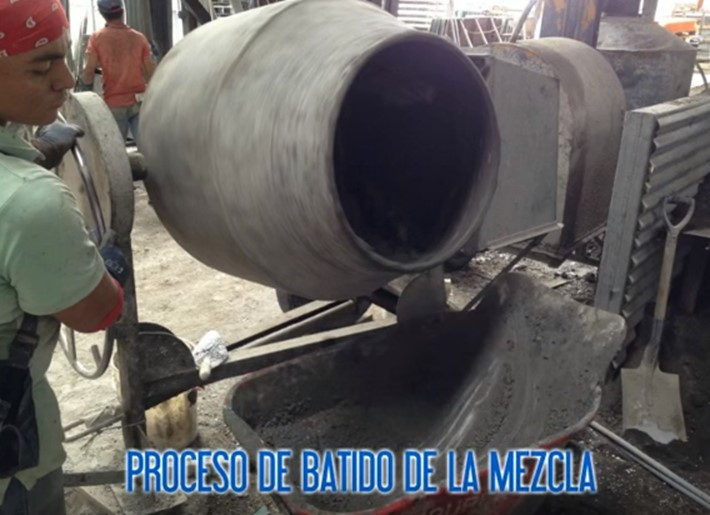 PROCESO DE BATIDO DE LA MEZCLA